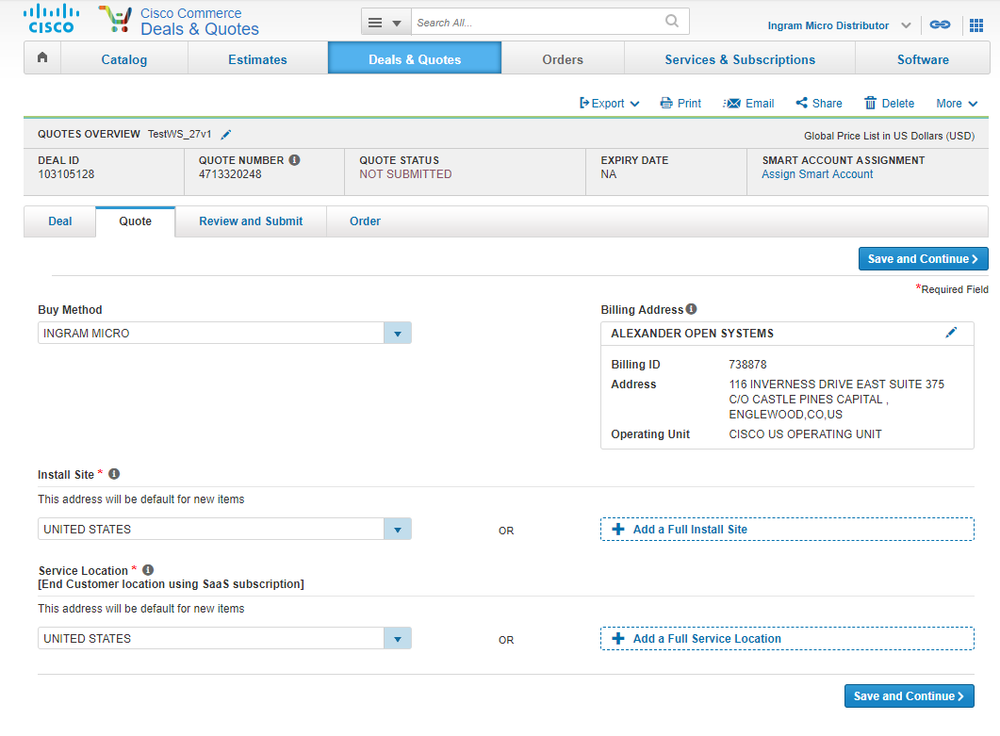 CISCO
Cisco Commerce
Deals & Quotes
Search All...
Ingram Micro Distributor
Catalog
Estimates
Deals & Quotes
Orders
Services & Subscriptions
Software
Export
Print
Email
Share
Delete
More
QUOTES OVERVIEW TestWS_27v1
Global Price List in US Dollars (USD)
DEAL ID
103105128
QUOTE NUMBER
4713320248
QUOTE STATUS
NOT SUBMITTED
EXPIRY DATE
NA
SMART ACCOUNT ASSIGNMENT
Assign Smart Account
Deal
Quote
Review and Submit
Order
Save and Continue
*Required Field
Buy Method
INGRAM MICRO
Billing Address
ALEXANDER OPEN SYSTEMS
Billing ID 738878
Address 116 INVERNESS DRIVE EAST SUITE 375
C/O CASTLE PINES CAPITAL ,
ENGLEWOOD,CO,US
Operating Unit CISCO US OPERATING UNIT
Install Site *
This address will be default for new items
UNITED STATES
OR
Add a Full Install Site
Service Location *
[End Customer location using SaaS subscription]
This address will be default for new items
UNITED STATES
OR
Add a Full Service Location
Save and Continue